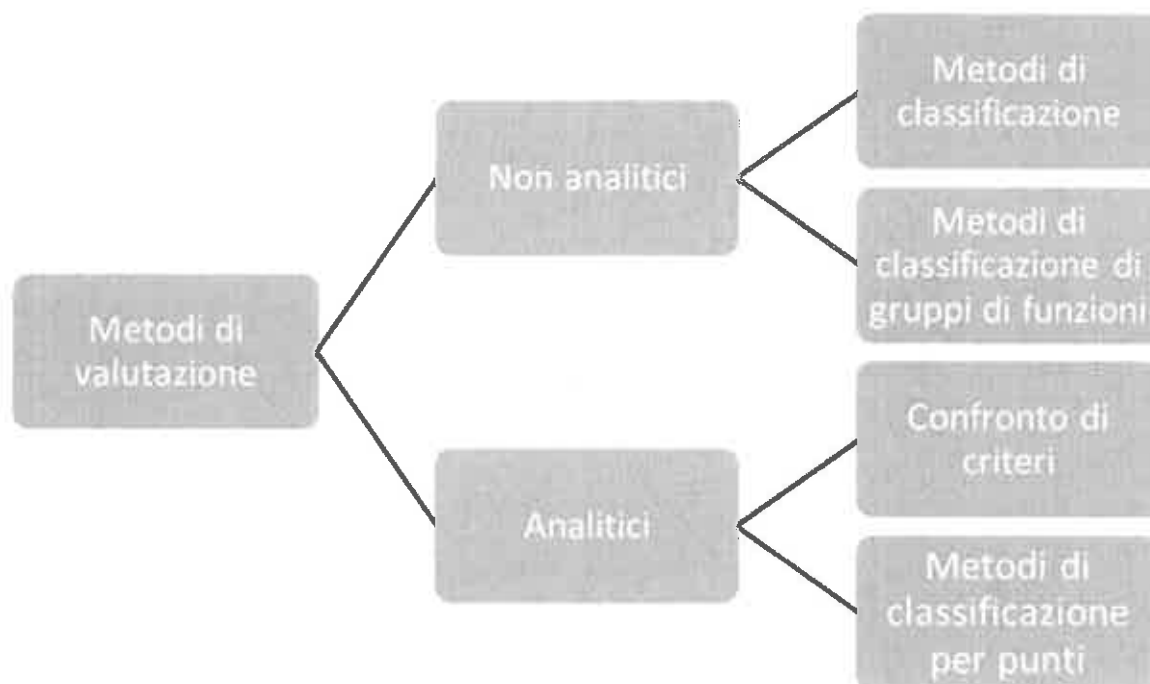 Metodi di
valutazione
Non analitici
Metodi di
classificazione
Metodi di
classificazione di
gruppi di funzioni
Analitici
Confronto di
criteri
Metodi di
classificazione
per punti